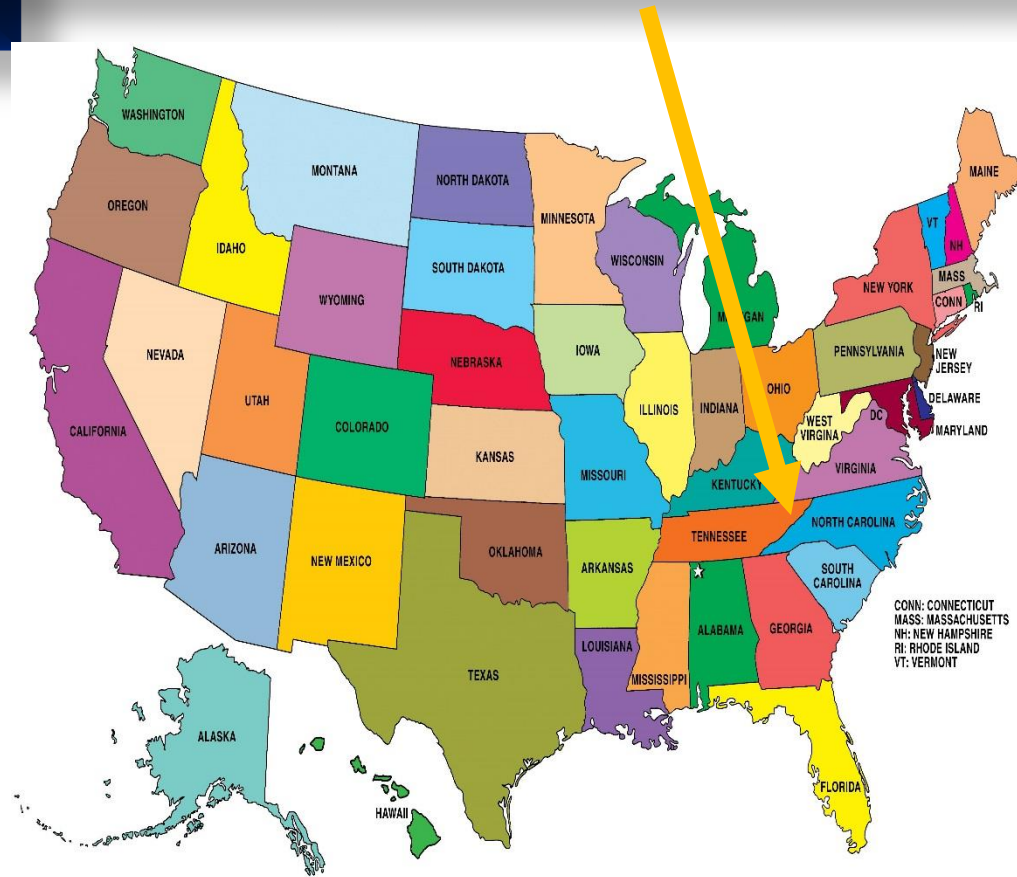 WASHINGTON
OREGON
IDAHO
MONTANA
NORTH DAKOTA
MINNESOTA
SOUTH DAKOTA
WISCONSIN
WYOMING
MAINE
VT
NH
MASS
NEW YORK
CONN
RI
NEVADA
UTAH
NEBRASKA
IOWA
PENNSYLVANIA
NEW
JERSEY
CALIFORNIA
COLORADO
KANSAS
MISSOURI
ILLINOIS
INDIANA
OHIO
WEST
VIRGINA
DC
DELAWARE
MARYLAND
KENTUCKY
VIRGINIA
ARIZONA
NEW MEXICO
OKLAHOMA
ARKANSAS
TENNESSEE
NORTH CAROLINA
SOUTH
CAROLINA
TEXAS
LOUISIANA
MISSISSIPPI
ALABAMA
GEORGIA
FLORIDA
ALASKA
HAWAII
CONN: CONNECTICUT
MASS: MASSACHUSETTS
NH: NEW HAMPSHIRE
RI: RHODE ISLAND
VT: VERMONT